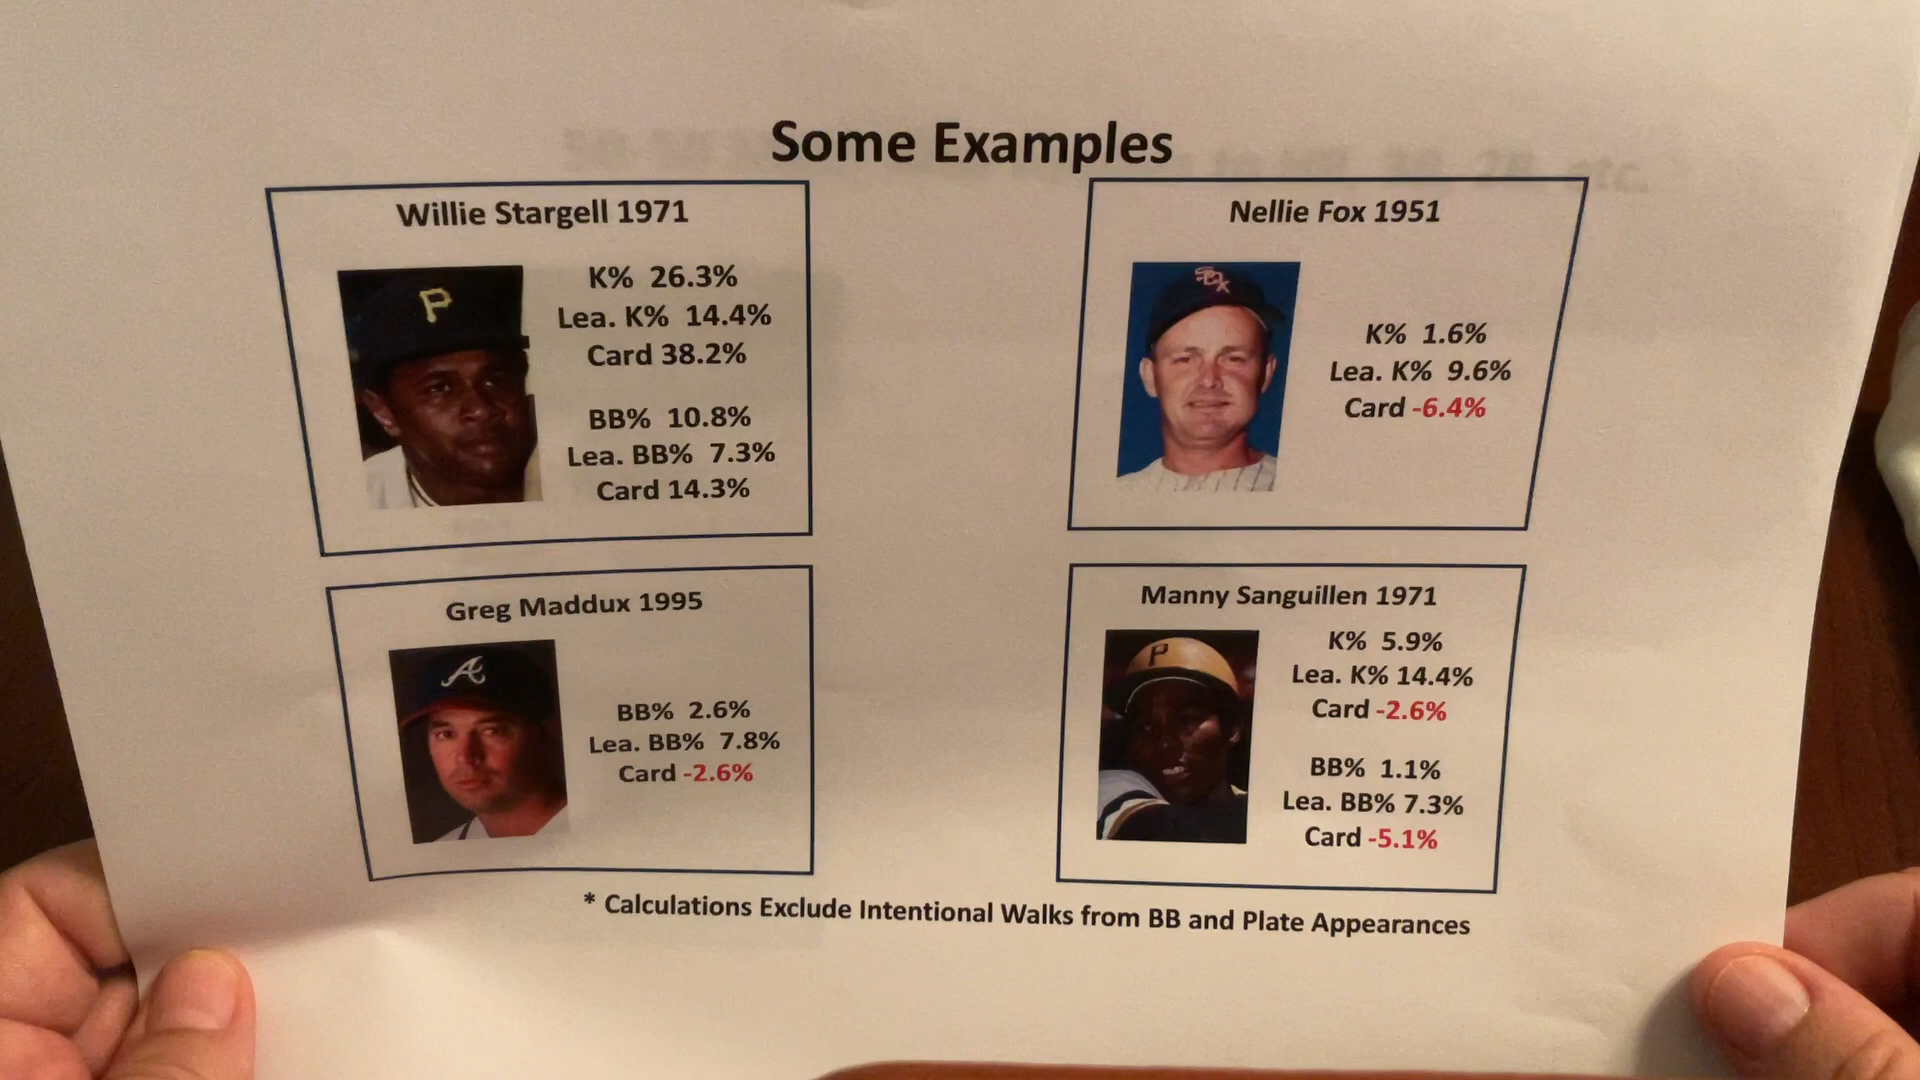 Some Examples
Willie Stargell 1971
P
K% 26.3%
Lea. K% 14.4%
Card 38.2%
BB% 10.8%
Lea. BB% 7.3%
Card 14.3%
Nellie Fox 1951
SOX
K% 1.6%
Lea. K% 9.6%
Card -6.4%
Greg Maddux 1995
A
BB% 2.6%
Lea. BB% 7.8%
Card -2.6%
Manny Sanguillen 1971
P
K% 5.9%
Lea. K% 14.4%
Card -2.6%
BB% 1.1%
Lea. BB% 7.3%
Card -5.1%
* Calculations Exclude Intentional Walks from BB and Plate Appearances